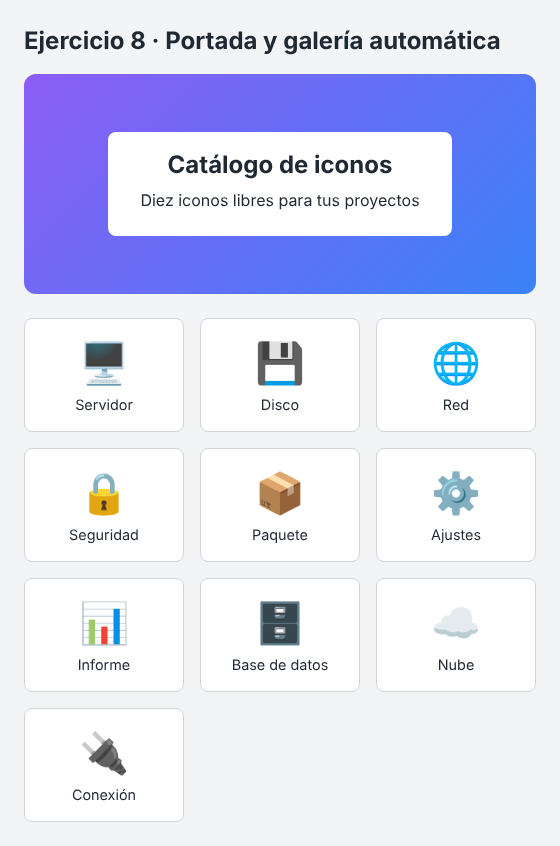 Ejercicio 8 · Portada y galería automática
Catálogo de iconos
Diez iconos libres para tus proyectos
Servidor
Disco
Red
Seguridad
Paquete
Ajustes
Informe
Base de datos
Nube
Conexión